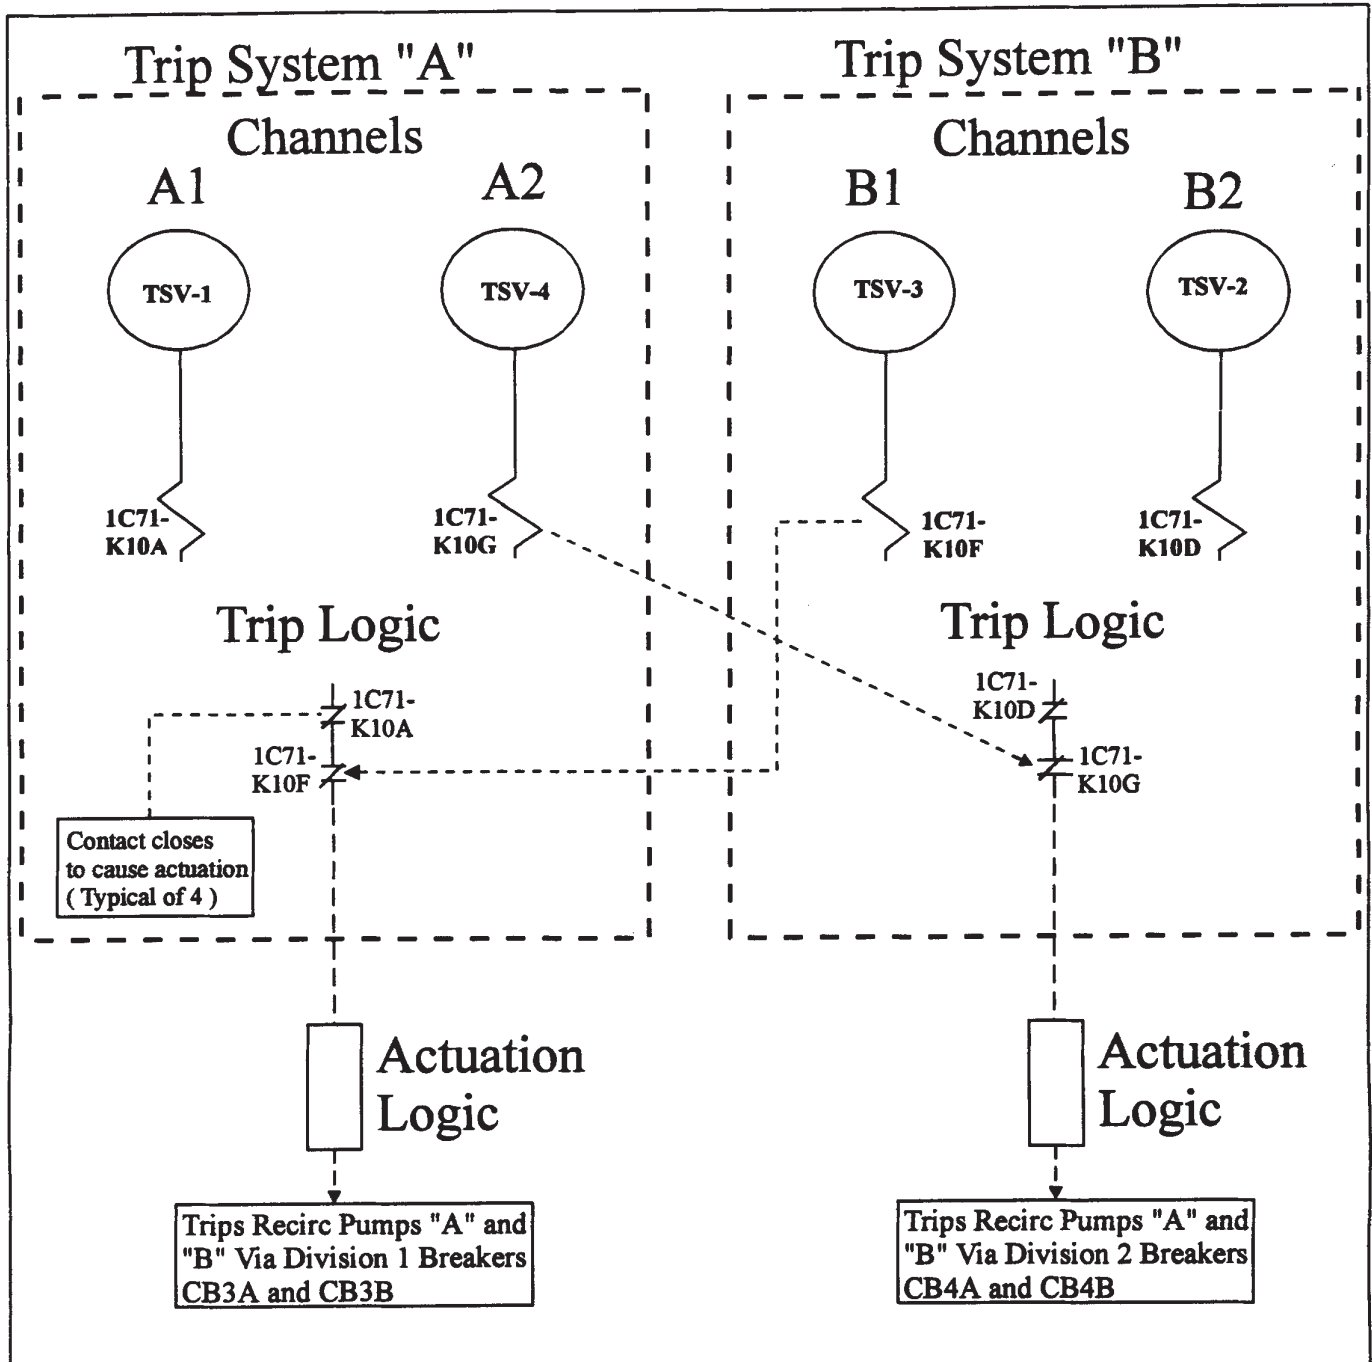 Trip System "A"
Channels
A1
A2
TSV-1
TSV-4
1C71-
K10A
1C71-
K10G
Trip Logic
1C71-
K10A
1C71-
K10F
Contact closes
to cause actuation
( Typical of 4 )
Actuation
Logic
Trips Recirc Pumps "A" and
"B" Via Division 1 Breakers
CB3A and CB3B
Trip System "B"
Channels
B1
B2
TSV-3
TSV-2
1C71-
K10F
1C71-
K10D
Trip Logic
1C71-
K10D
1C71-
K10G
Actuation
Logic
Trips Recirc Pumps "A" and
"B" Via Division 2 Breakers
CB4A and CB4B